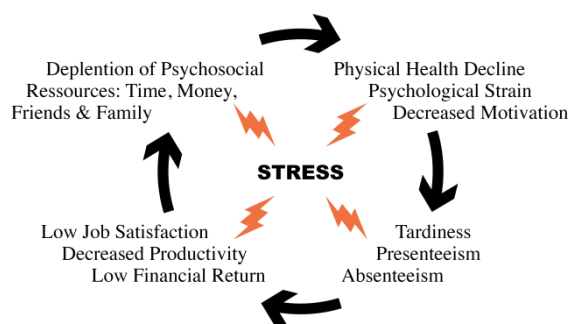 Deplention of Psychosocial
Ressources: Time, Money,
Friends & Family
Physical Health Decline
Psychological Strain
Decreased Motivation
STRESS
Low Job Satisfaction
Decreased Productivity
Low Financial Return
Tardiness
Presenteeism
Absenteeism